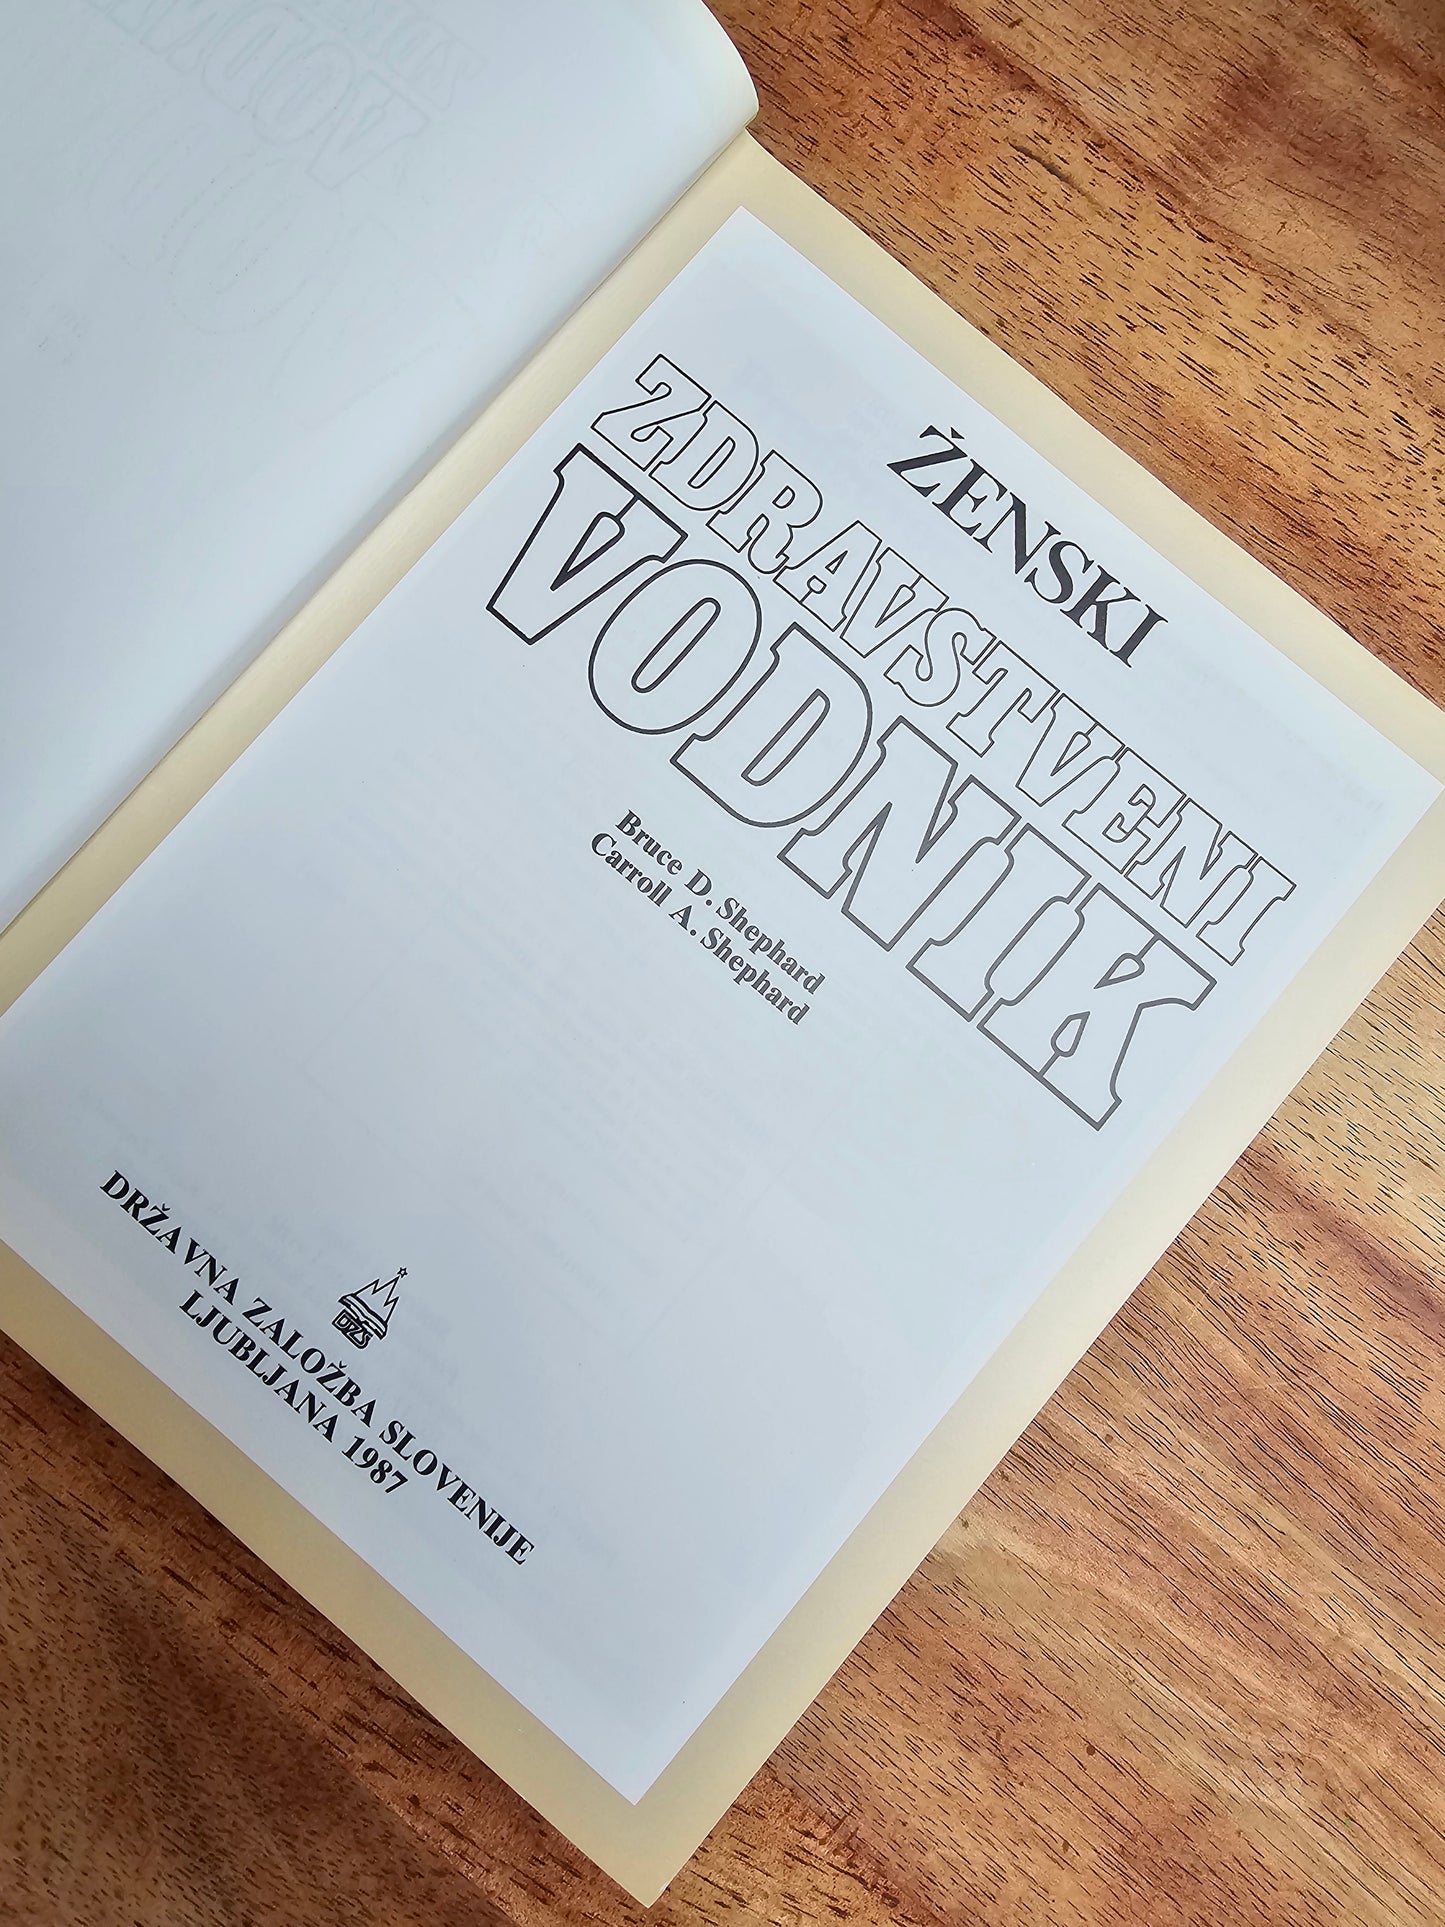 ŽENSKI
ZDRAVSTVENI
VODNIK
Bruce D. Shephard
Carroll A. Shephard
DZS
DRŽAVNA ZALOŽBA SLOVENIJE
LJUBLJANA 1987